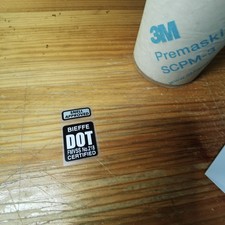 3M
Premaski
SCPM-3
BIEFFE
DOT
FMVSS No.218
CERTIFIED